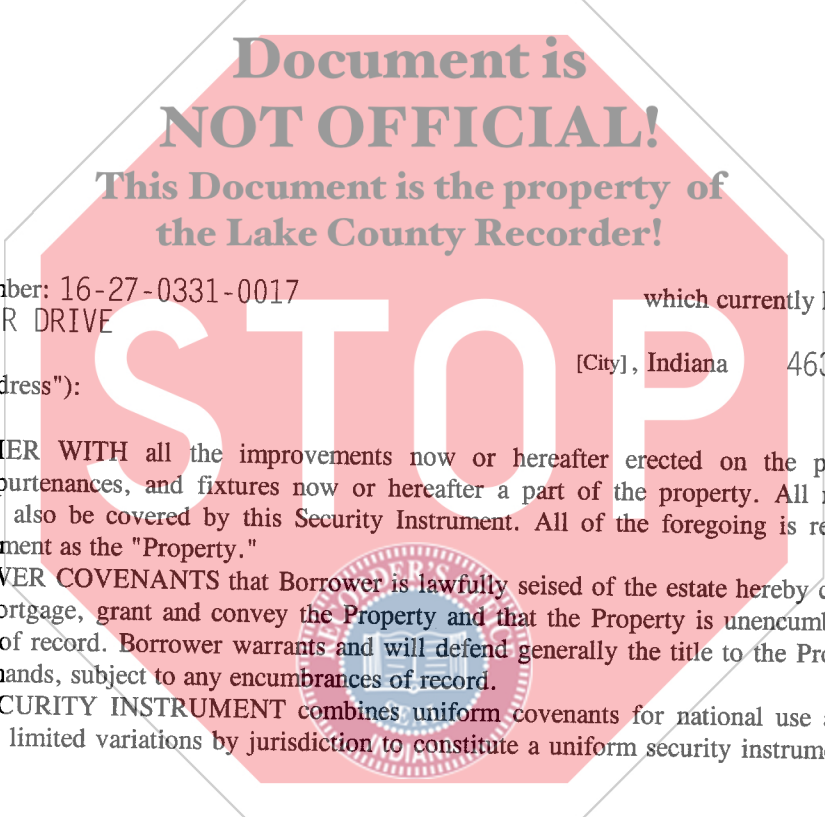 Document is
NOT OFFICIAL!
This Document is the property of
the Lake County Recorder!
nber: 16-27-0331-0017 which currently
R DRIVE
[City], Indiana 463
dress"):
STOP
IER WITH all the improvements now or hereafter erected on the p
purtenances, and fixtures now or hereafter a part of the property. All
also be covered by this Security Instrument. All of the foregoing is re
ment as the "Property."
VER COVENANTS that Borrower is lawfully seised of the estate hereby
ortgage, grant and convey the Property and that the Property is unencumb
of record. Borrower warrants and will defend generally the title to the Pro
nands, subject to any encumbrances of record.
CURITY INSTRUMENT combines uniform covenants for national use
limited variations by jurisdiction to constitute a uniform security instrume
RECORDER'S OFFICE
SEAL
INDIANA